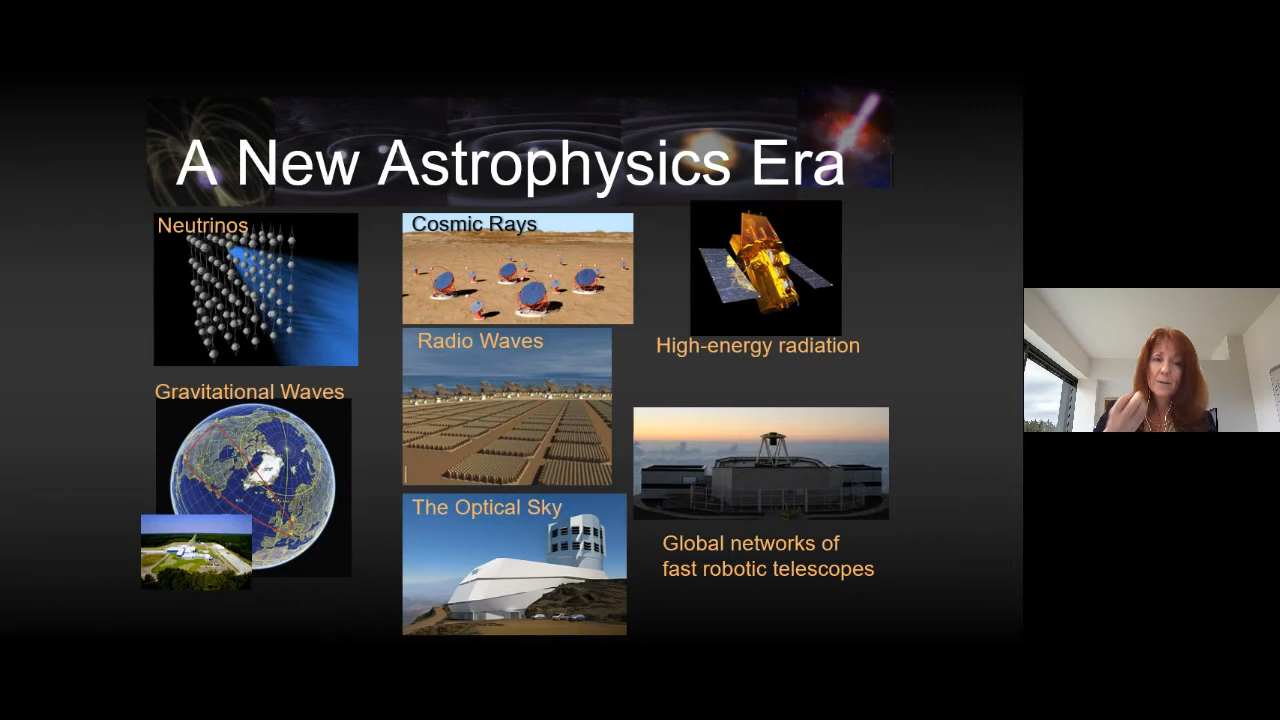 A New Astrophysics Era
Neutrinos
Cosmic Rays
High-energy radiation
Radio Waves
Gravitational Waves
The Optical Sky
Global networks of
fast robotic telescopes